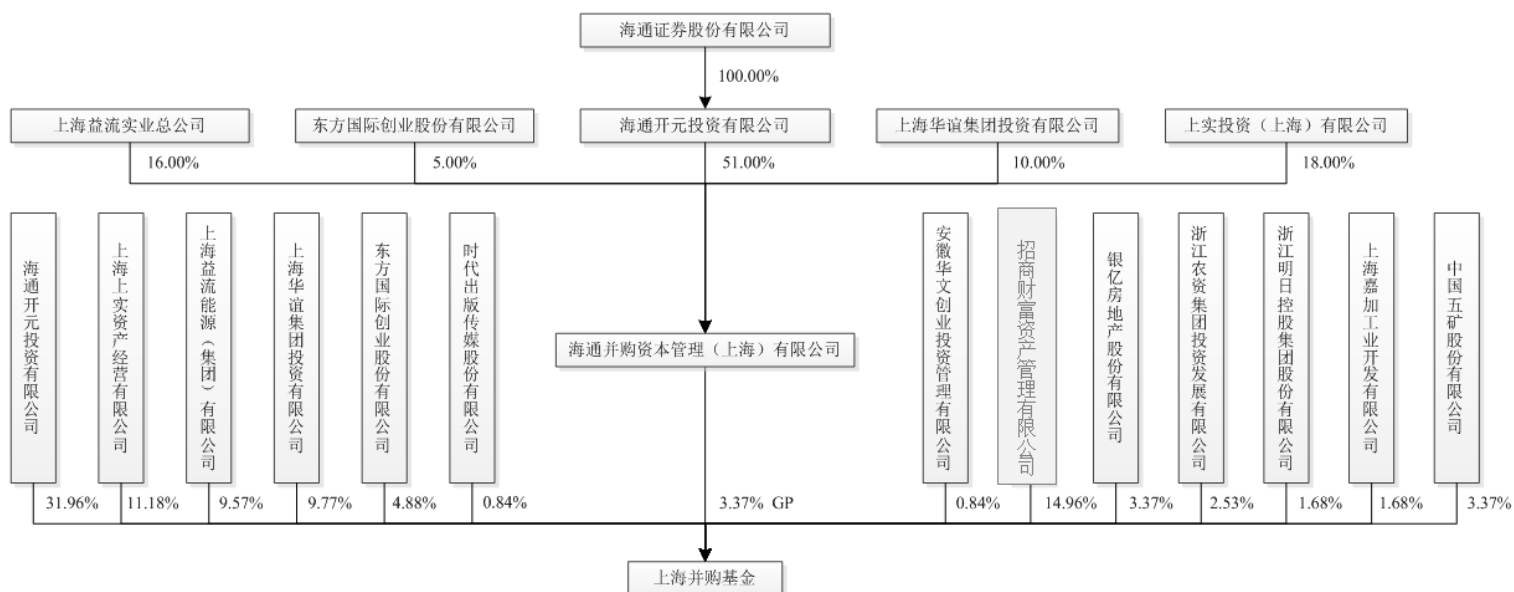 海通证券股份有限公司
100.00%
上海益流实业总公司
东方国际创业股份有限公司
海通开元投资有限公司
上海华谊集团投资有限公司
上实投资（上海）有限公司
16.00%
5.00%
51.00%
10.00%
18.00%
海通开元投资有限公司
上海上实资产经营有限公司
上海益流能源（集团）有限公司
上海华谊集团投资有限公司
东方国际创业股份有限公司
时代出版传媒股份有限公司
海通并购资本管理（上海）有限公司
安徽华文创业投资管理有限公司
招商财富资产管理有限公司
银亿房地产股份有限公司
浙江农资集团投资发展有限公司
浙江明日控股集团股份有限公司
上海嘉加工业开发有限公司
中国五矿股份有限公司
31.96%
11.18%
9.57%
9.77%
4.88%
0.84%
3.37% GP
0.84%
14.96%
3.37%
2.53%
1.68%
1.68%
3.37%
上海并购基金